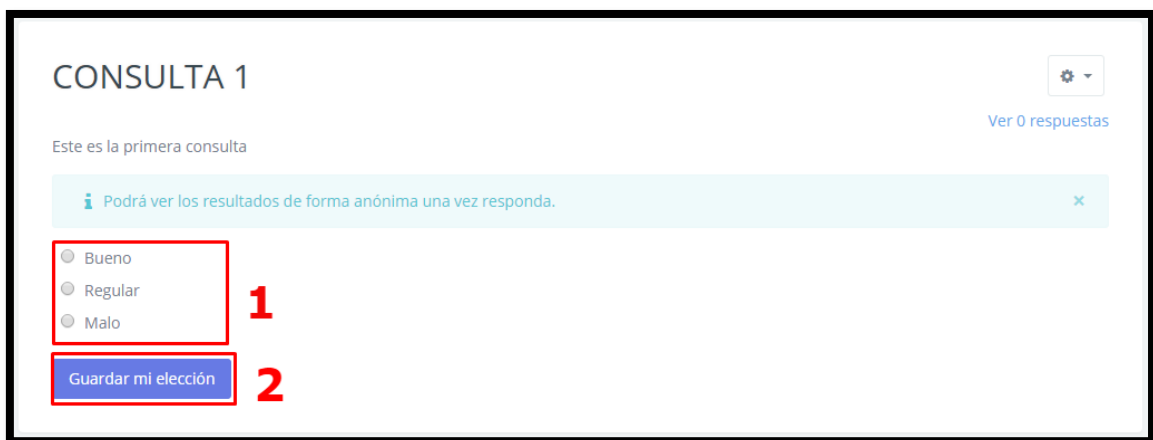 CONSULTA 1
Ver 0 respuestas
Este es la primera consulta
Podrá ver los resultados de forma anónima una vez responda.
Bueno
Regular
Malo
1
Guardar mi elección
2